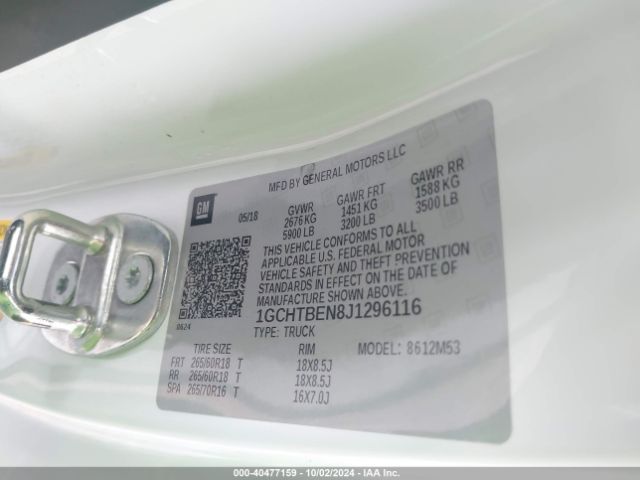 MFD BY GENERAL MOTORS LLC
GM
05/18
GVWR GAWR FRT GAWR RR
2676 KG 1451 KG 1588 KG
5900 LB 3200 LB 3500 LB
THIS VEHICLE CONFORMS TO ALL
APPLICABLE U.S. FEDERAL MOTOR
VEHICLE SAFETY AND THEFT PREVENTION
STANDARDS IN EFFECT ON THE DATE OF
MANUFACTURE SHOWN ABOVE.
0624
1GCHTBEN8J1296116
TYPE: TRUCK
TIRE SIZE RIM MODEL: 8612M53
FRT 265/60R18 T 18X8.5J
RR 265/60R18 T 18X8.5J
SPA 265/70R16 T 16X7.0J
000-40477159 - 10/02/2024 - IAA Inc.